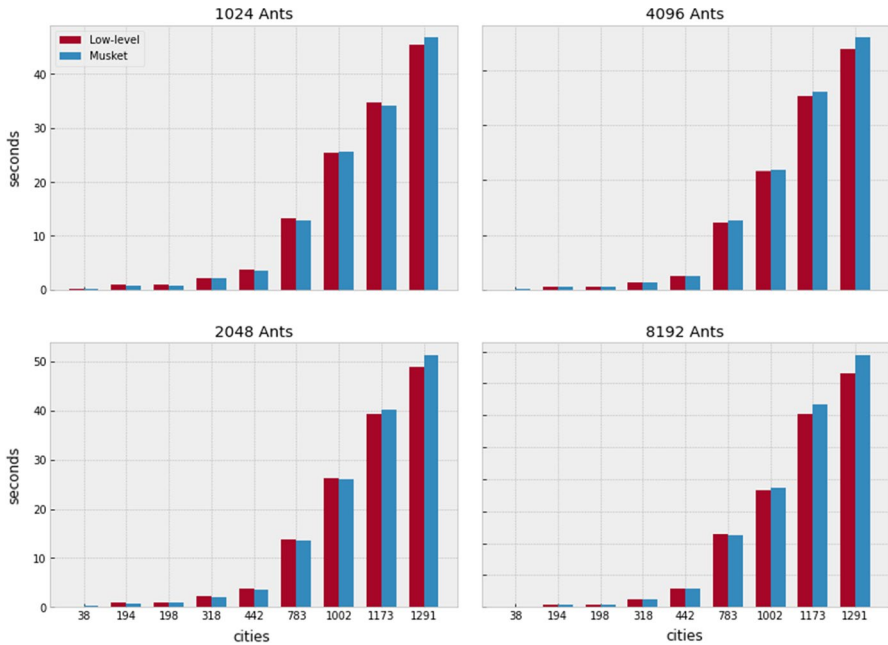 1024 Ants
Low-level
Musket
40
30
20
10
0
seconds
4096 Ants
2048 Ants
50
40
30
20
10
0
seconds
38 194 198 318 442 783 1002 1173 1291
cities
8192 Ants
38 194 198 318 442 783 1002 1173 1291
cities